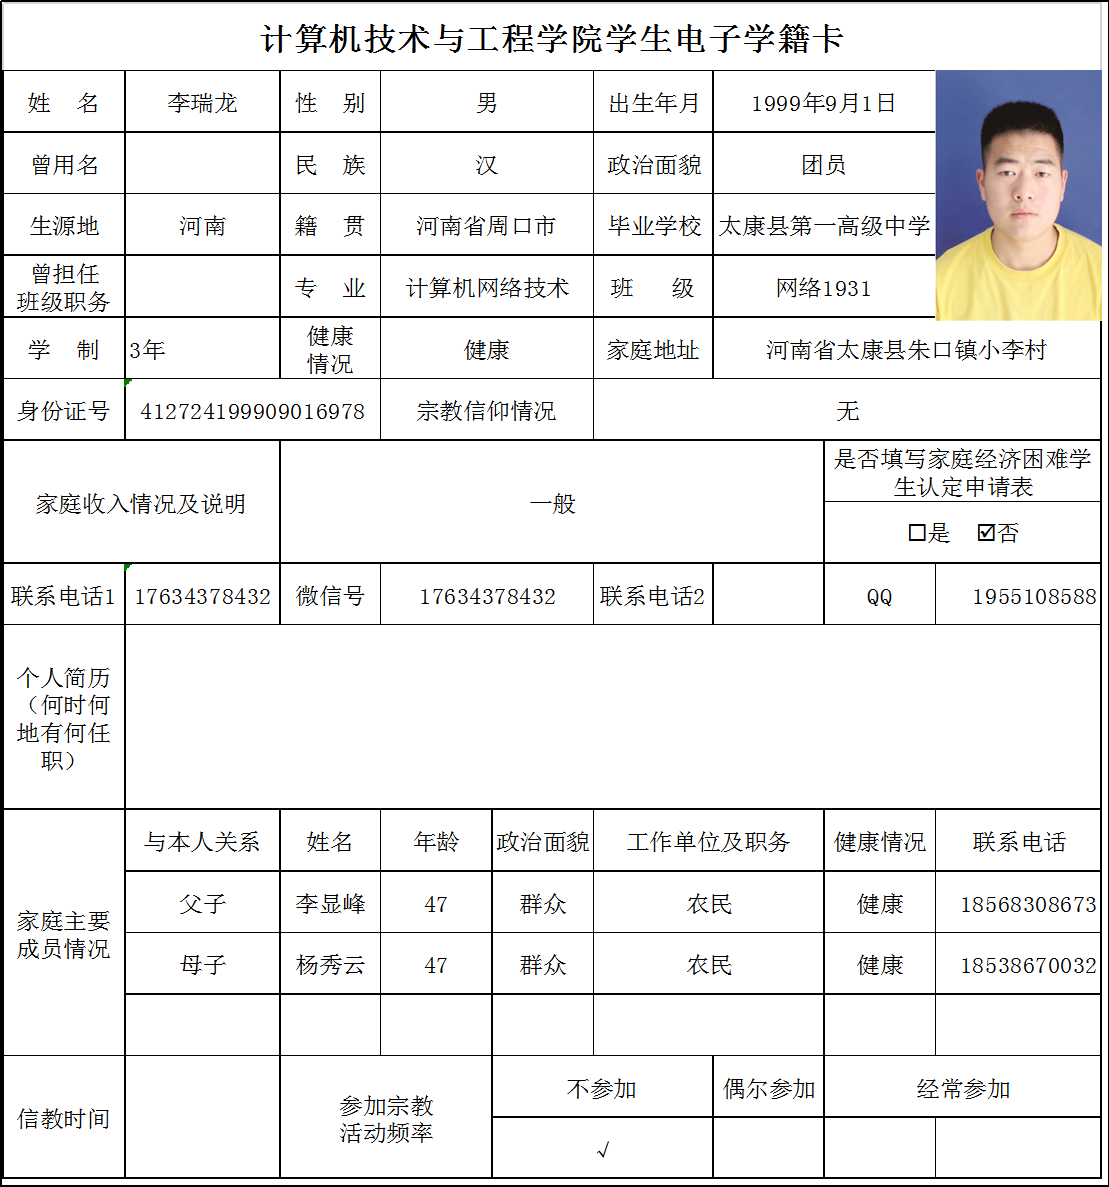 计算机技术与工程学院学生电子学籍卡
姓 名 李瑞龙 性 别 男 出生年月 1999年9月1日
曾用名 民 族 汉 政治面貌 团员
生源地 河南 籍 贯 河南省周口市 毕业学校 太康县第一高级中学
曾担任
班级职务 专 业 计算机网络技术 班 级 网络1931
学 制 3年 健康
情况 健康 家庭地址 河南省太康县朱口镇小李村
身份证号 412724199909016978 宗教信仰情况 无
家庭收入情况及说明 一般 是否填写家庭经济困难学
生认定申请表
☐是 ☑否
联系电话1 17634378432 微信号 17634378432 联系电话2 QQ 1955108588
个人简历
（何时何
地有何任
职）
家庭主要
成员情况
与本人关系 姓名 年龄 政治面貌 工作单位及职务 健康情况 联系电话
父子 李显峰 47 群众 农民 健康 18568308673
母子 杨秀云 47 群众 农民 健康 18538670032
信教时间 参加宗教
活动频率 不参加 偶尔参加 经常参加
√